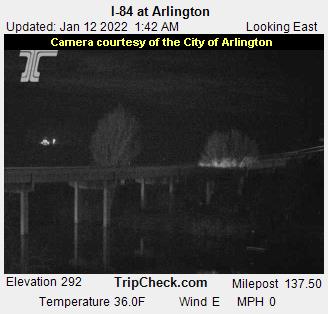 I-84 at Arlington
Updated: Jan 12 2022 1:42 AM Looking East
Camera courtesy of the City of Arlington
Elevation 292 TripCheck.com Milepost 137.50
Temperature 36.0F Wind E MPH 0